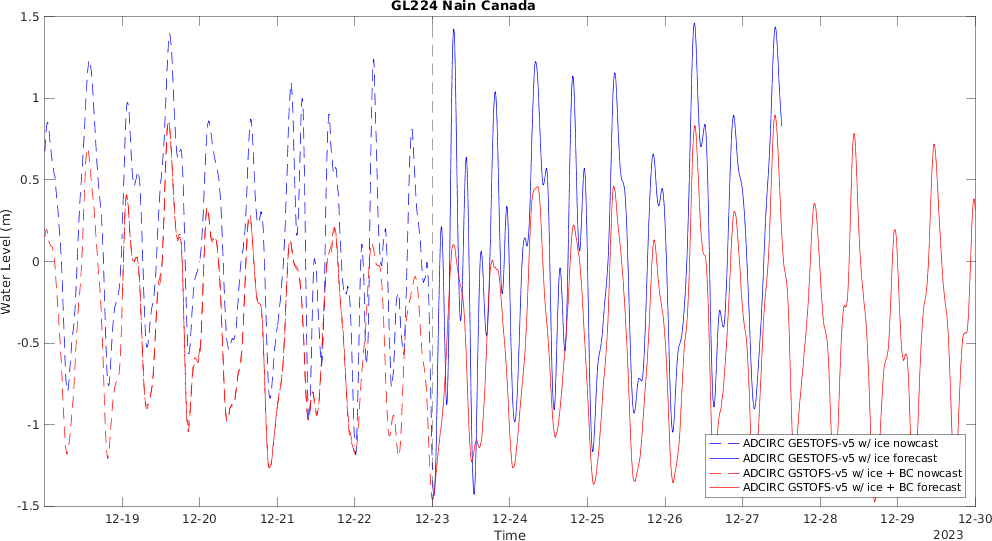 GL224 Nain Canada
Water Level (m)
1.5
1
0.5
0
-0.5
-1
-1.5
ADCIRC GESTOFS-v5 w/ ice nowcast
ADCIRC GESTOFS-v5 w/ ice forecast
ADCIRC GSTOFS-v5 w/ ice + BC nowcast
ADCIRC GSTOFS-v5 w/ ice + BC forecast
12-19 12-20 12-21 12-22 12-23 12-24 12-25 12-26 12-27 12-28 12-29 12-30
Time
2023